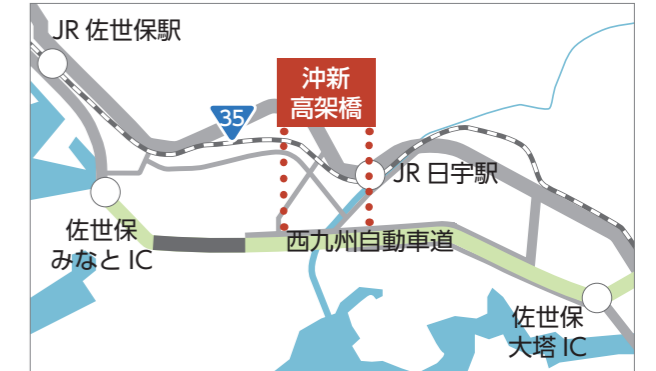 JR 佐世保駅
沖新
高架橋
35
JR 日宇駅
佐世保
みなと IC
西九州自動車道
佐世保
大塔 IC